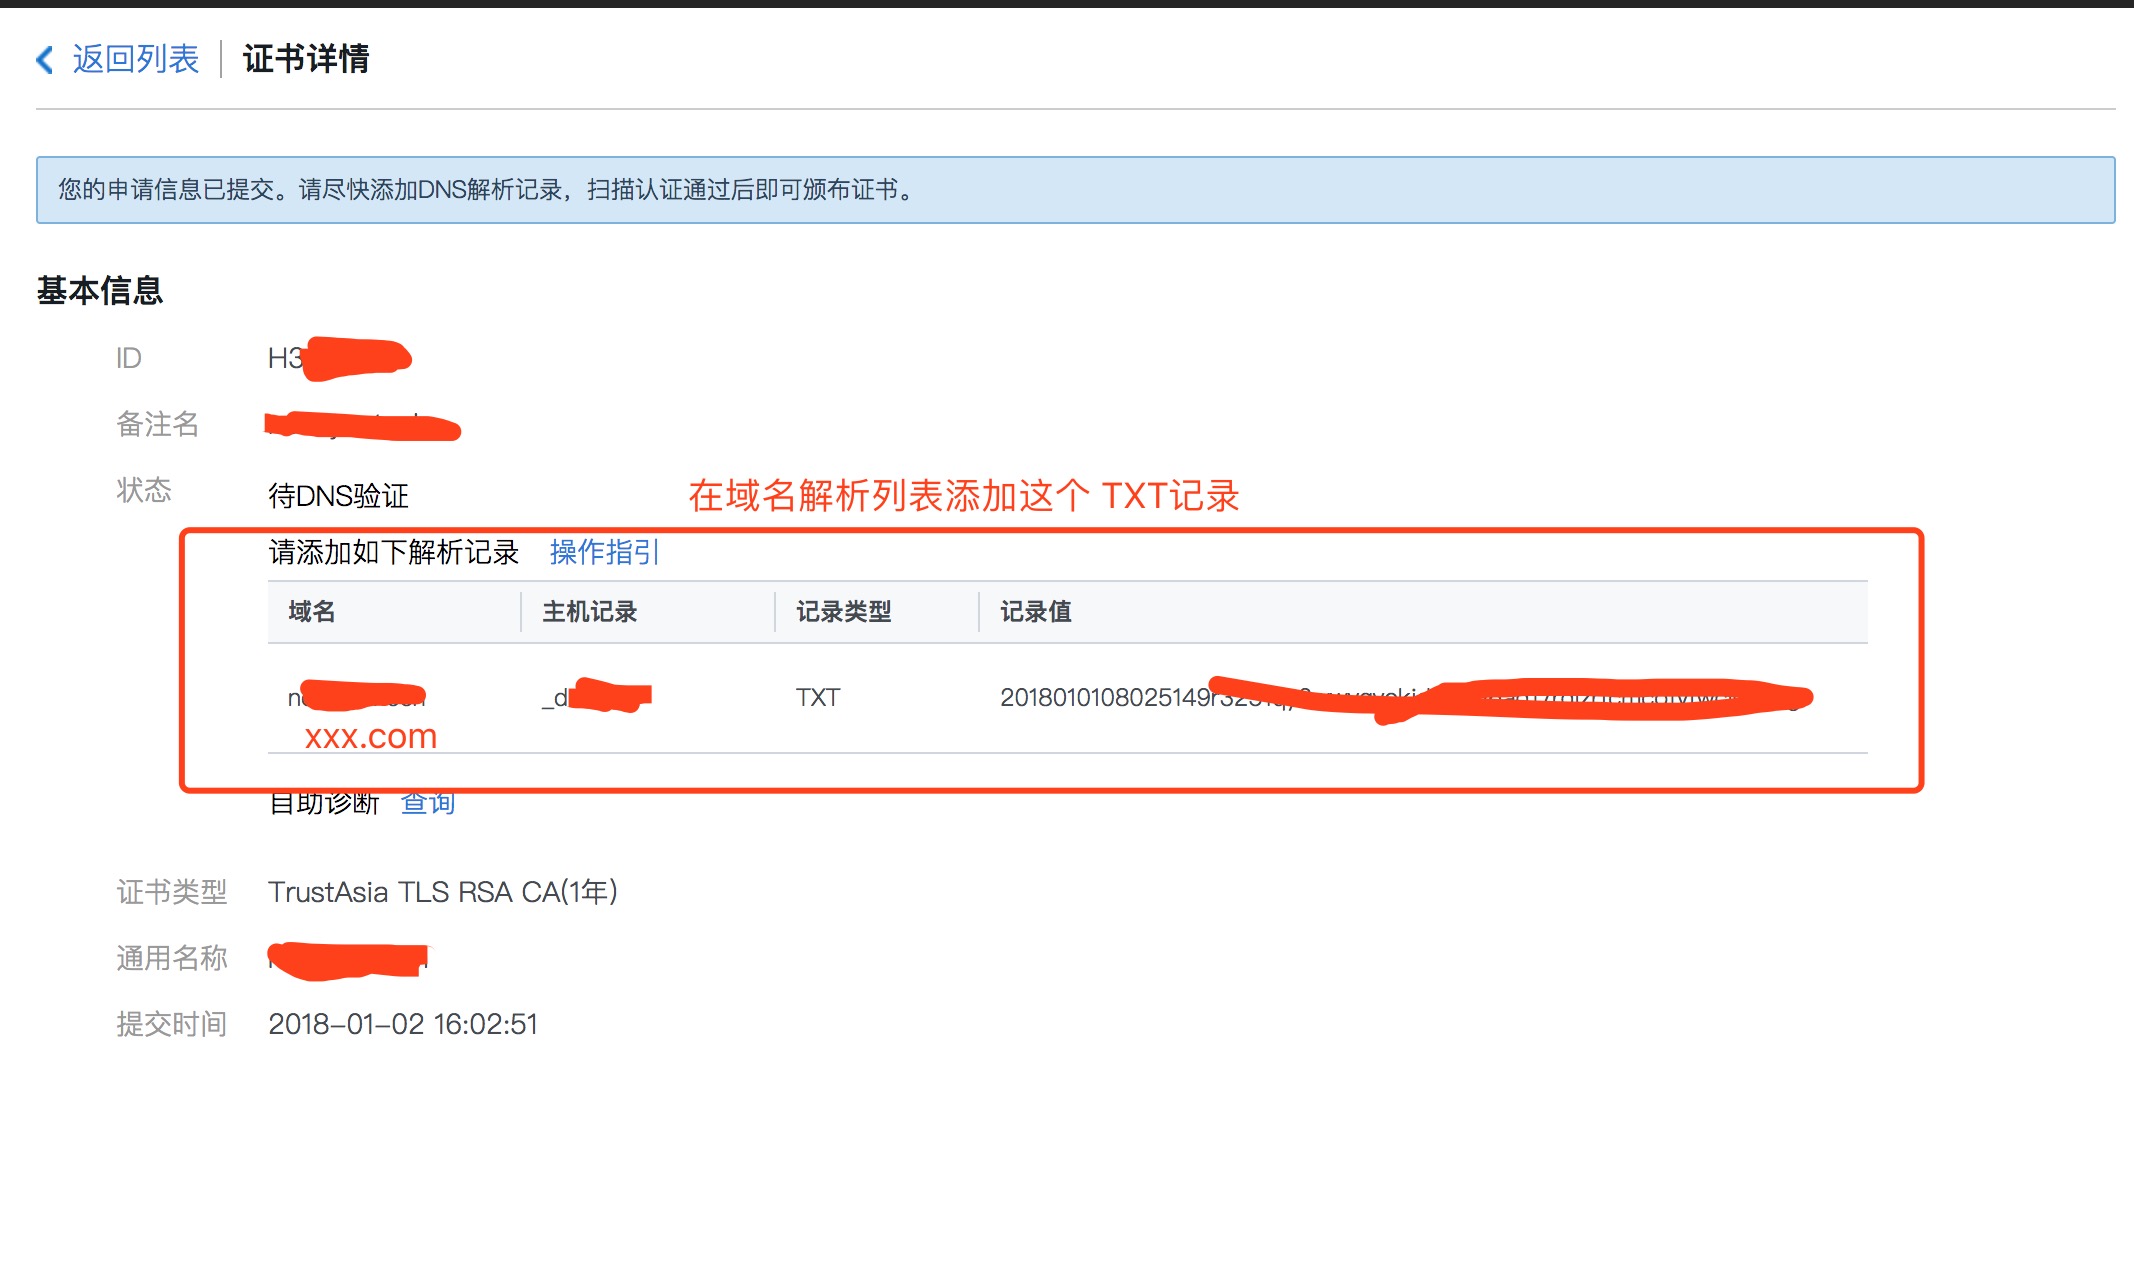 返回列表 证书详情
您的申请信息已提交。请尽快添加DNS解析记录，扫描认证通过后即可颁布证书。
基本信息
ID H3
备注名
状态 待DNS验证
在域名解析列表添加这个 TXT记录
请添加如下解析记录 操作指引
域名 主机记录 记录类型 记录值
_d TXT 2018010108025149
xxx.com
自助诊断 查询
证书类型 TrustAsia TLS RSA CA(1年)
通用名称
提交时间 2018-01-02 16:02:51